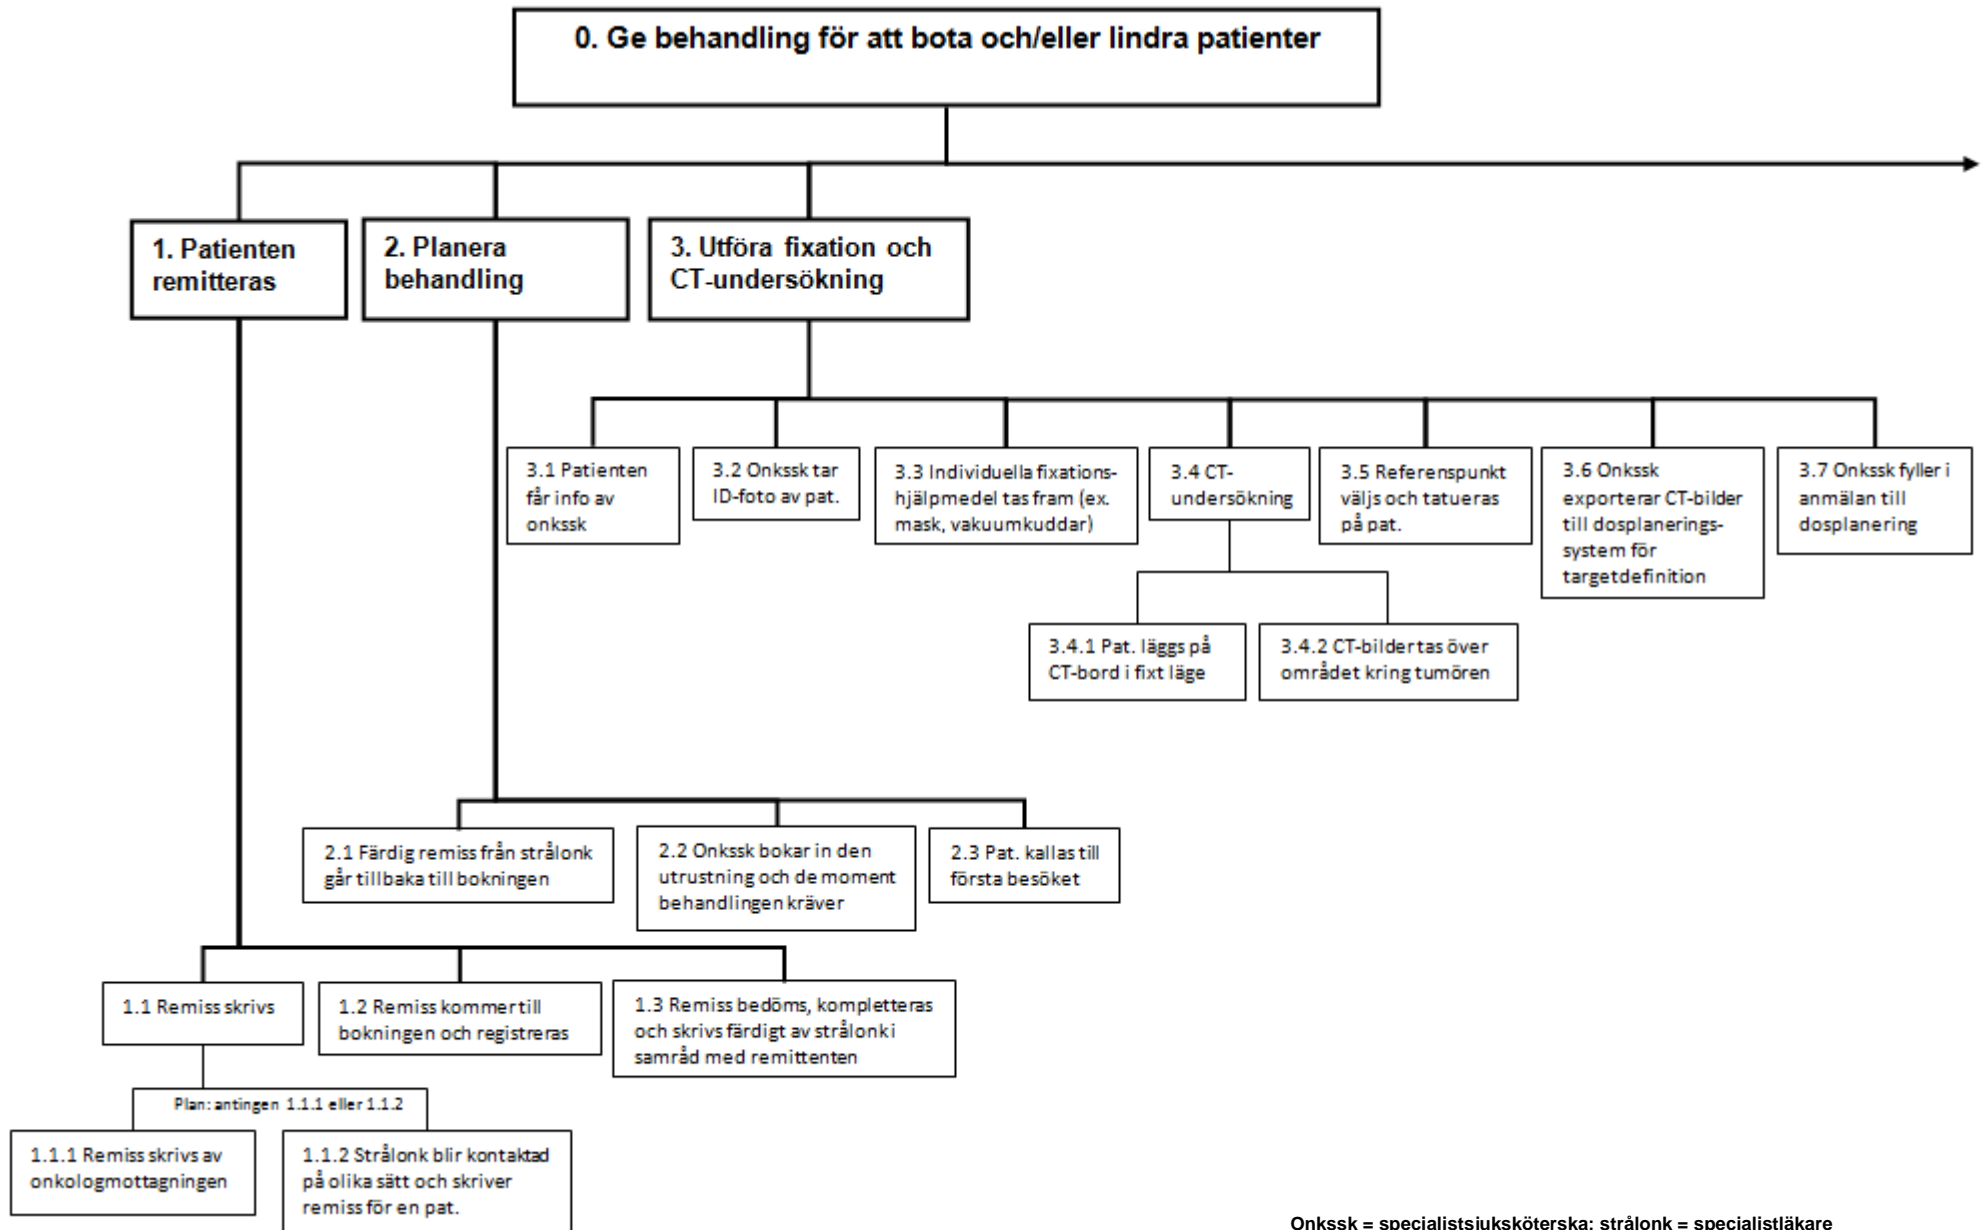 0. Ge behandling för att bota och/eller lindra patienter
1. Patienten
remitteras
2. Planera
behandling
3. Utföra fixation och
CT-undersökning
3.1 Patienten
får info av
onkssk
3.2 Onkssk tar
ID-foto av pat.
3.3 Individuella fixations-
hjälpmedel tas fram (ex.
mask, vakuumkuddar)
3.4 CT-
undersökning
3.5 Referenspunkt
väljs och tatueras
på pat.
3.6 Onkssk
exporterar CT-bilder
till dosplanerings-
system för
targetdefinition
3.7 Onkssk fyller i
anmälan till
dosplanering
3.4.1 Pat. läggs på
CT-bord i fixt läge
3.4.2 CT-bilder tas över
området kring tumören
2.1 Färdig remiss från strålonk
går tillbaka till bokningen
2.2 Onkssk bokar in den
utrustning och de moment
behandlingen kräver
2.3 Pat. kallas till
första besöket
1.1 Remiss skrivs
1.2 Remiss kommer till
bokningen och registreras
1.3 Remiss bedöms, kompletteras
och skrivs färdigt av strålonk i
samråd med remittenten
Plan: antingen 1.1.1 eller 1.1.2
1.1.1 Remiss skrivs av
onkologmottagningen
1.1.2 Strålonk blir kontaktad
på olika sätt och skriver
remiss för en pat.
Onkssk = specialistsjuksköterska; strålonk = specialistläkare